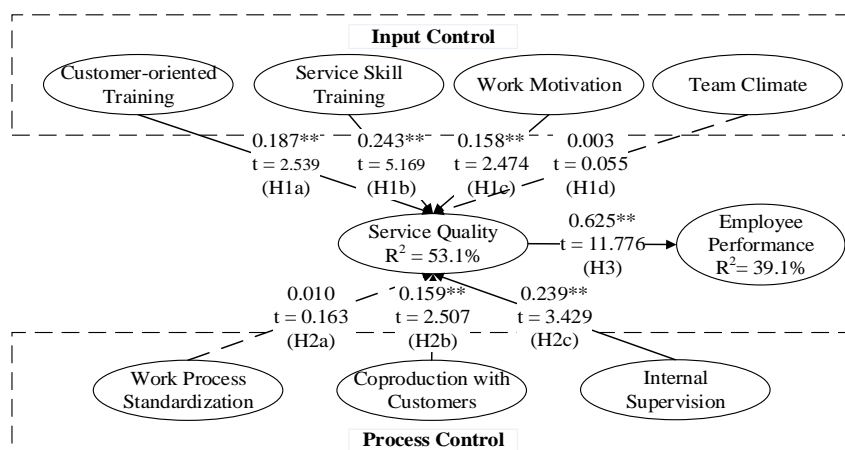 Input Control
Customer-oriented
Training
Service Skill
Training
Work Motivation
Team Climate
0.187**
t = 2.539
(H1a)
0.243**
t = 5.169
(H1b)
0.158**
t = 2.474
(H1c)
0.003
t = 0.055
(H1d)
Service Quality
R² = 53.1%
0.625**
t = 11.776
(H3)
Employee
Performance
R²= 39.1%
0.010
t = 0.163
(H2a)
0.159**
t = 2.507
(H2b)
0.239**
t = 3.429
(H2c)
Work Process
Standardization
Coproduction with
Customers
Internal
Supervision
Process Control